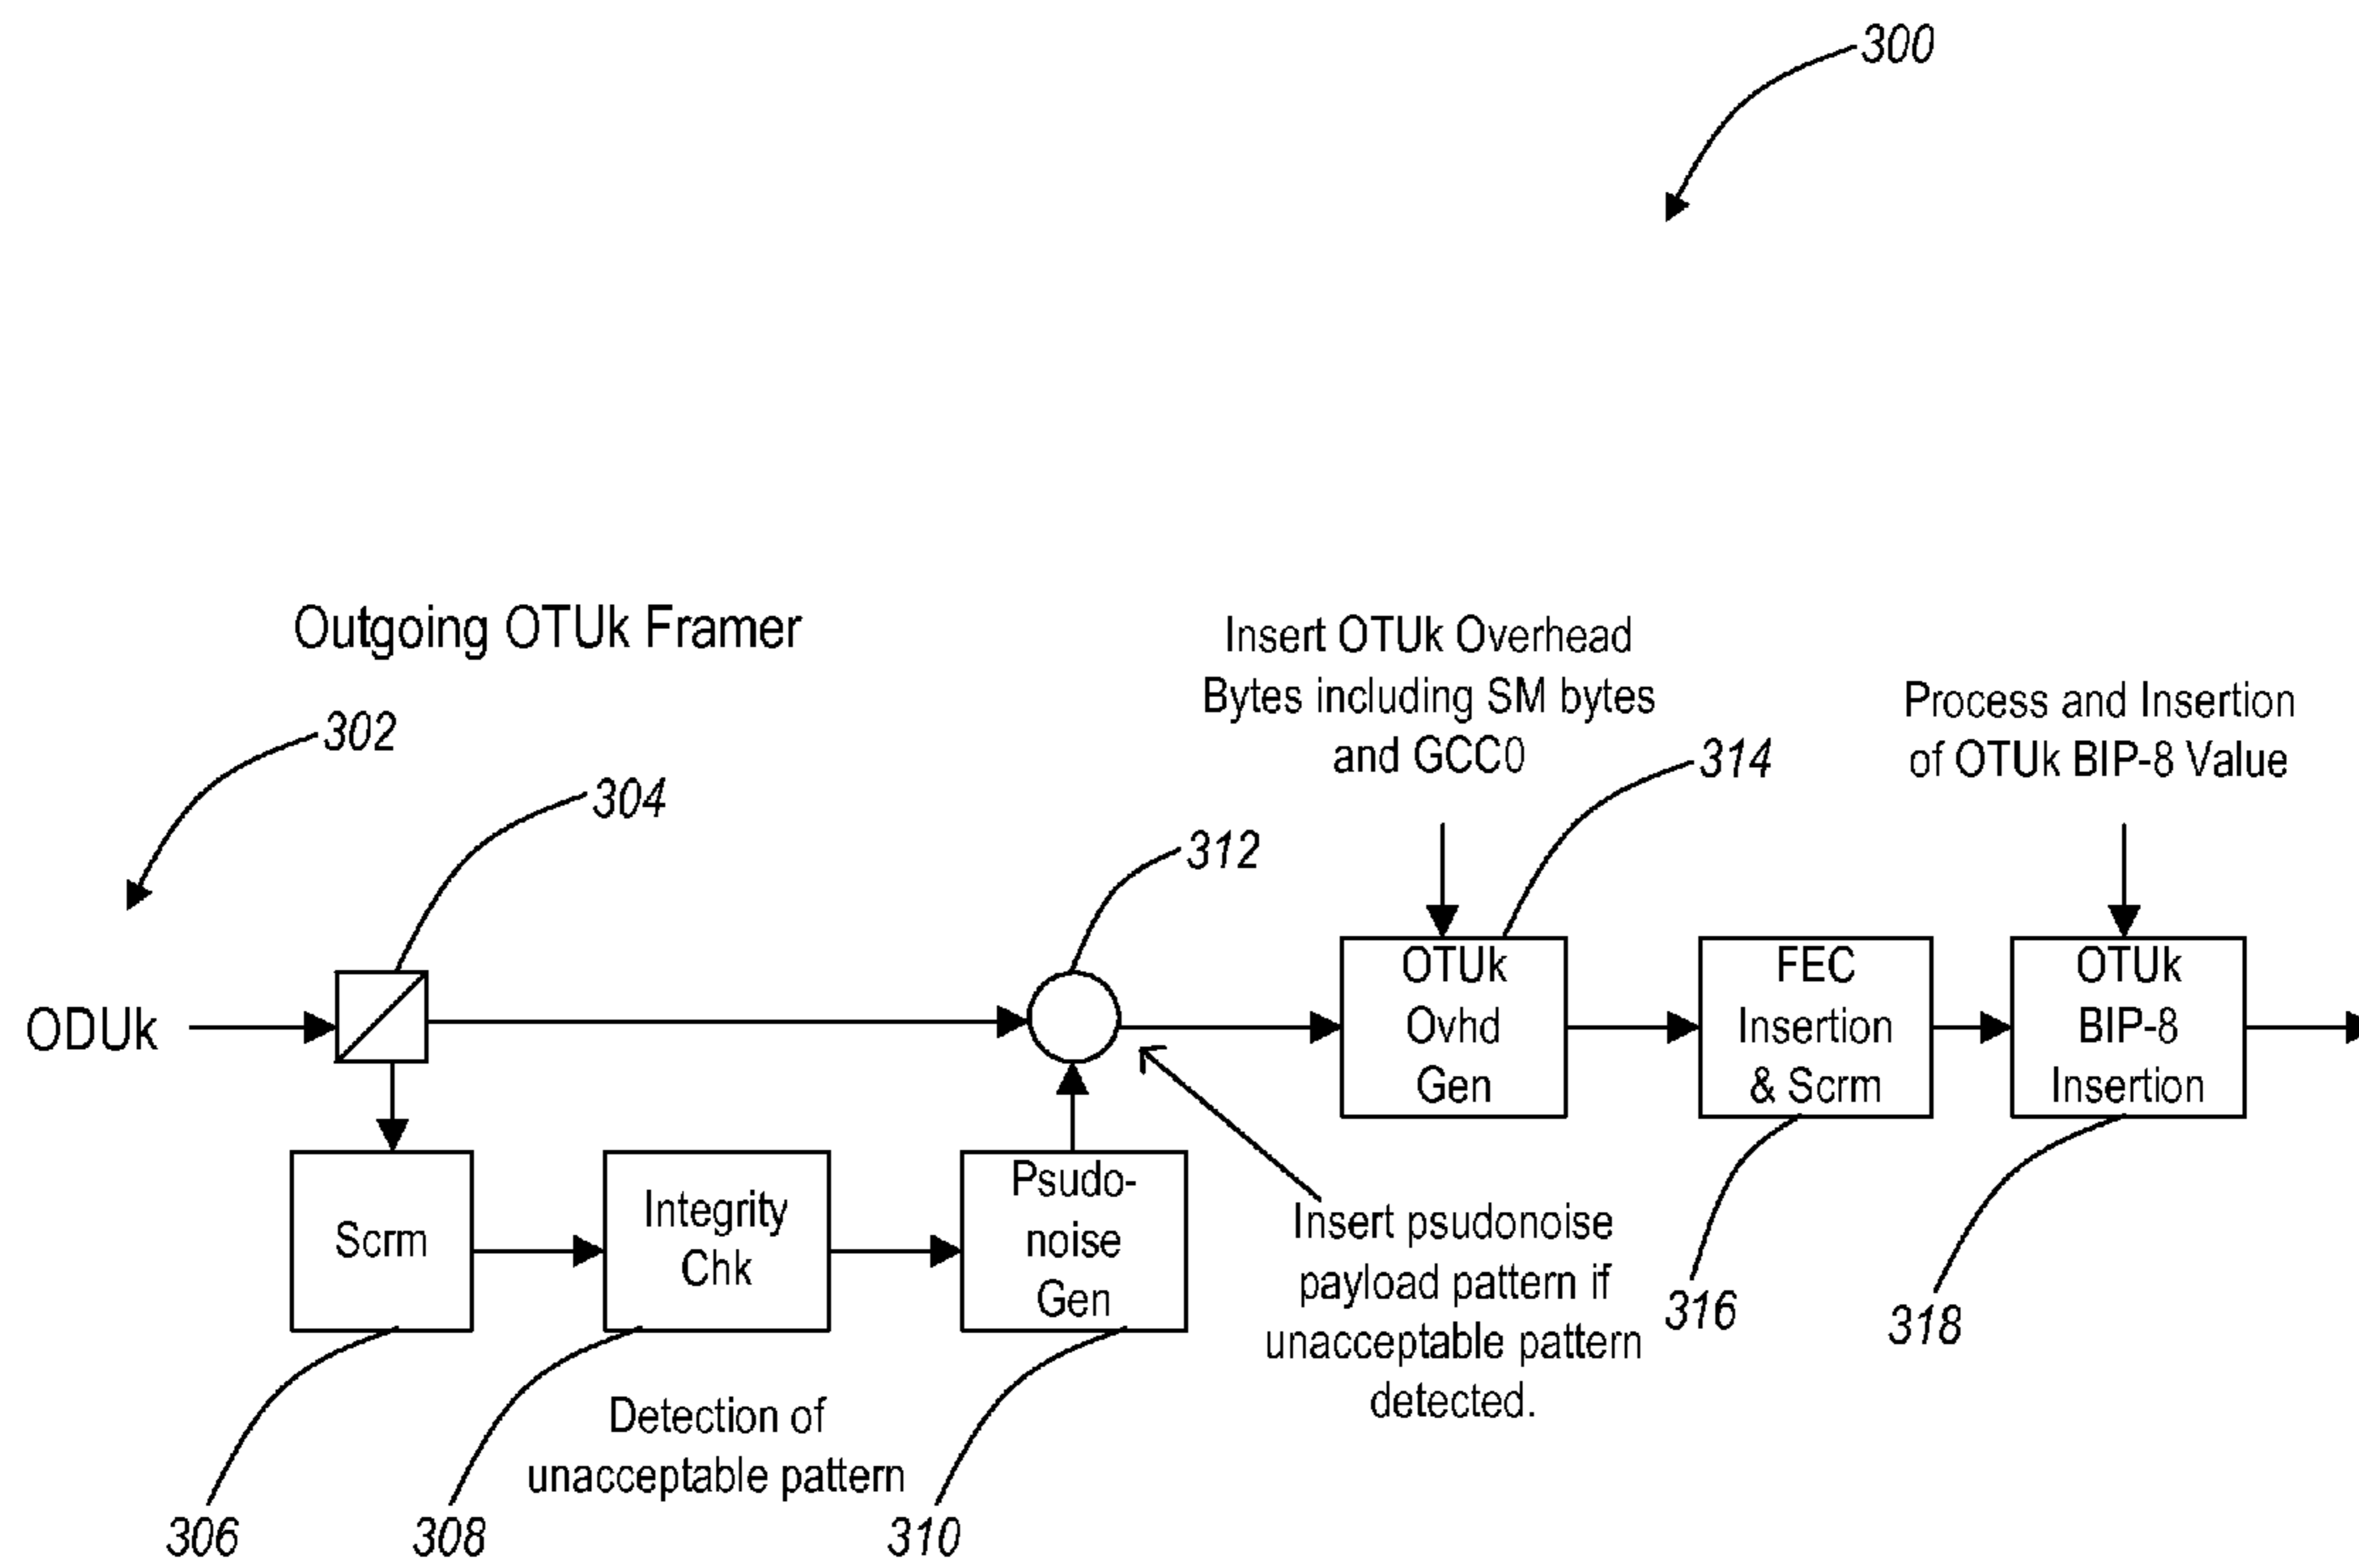 300
Outgoing OTUk Framer
302
304
Insert OTUk Overhead
Bytes including SM bytes
and GCC0
314
Process and Insertion
of OTUk BIP-8 Value
312
ODUk
OTUk
Ovhd
Gen
FEC
Insertion
& Scrm
OTUk
BIP-8
Insertion
Scrm
Integrity
Chk
Psudo-
noise
Gen
Insert psudonoise
payload pattern if
unacceptable pattern
detected.
316
318
Detection of
unacceptable pattern
306
308
310